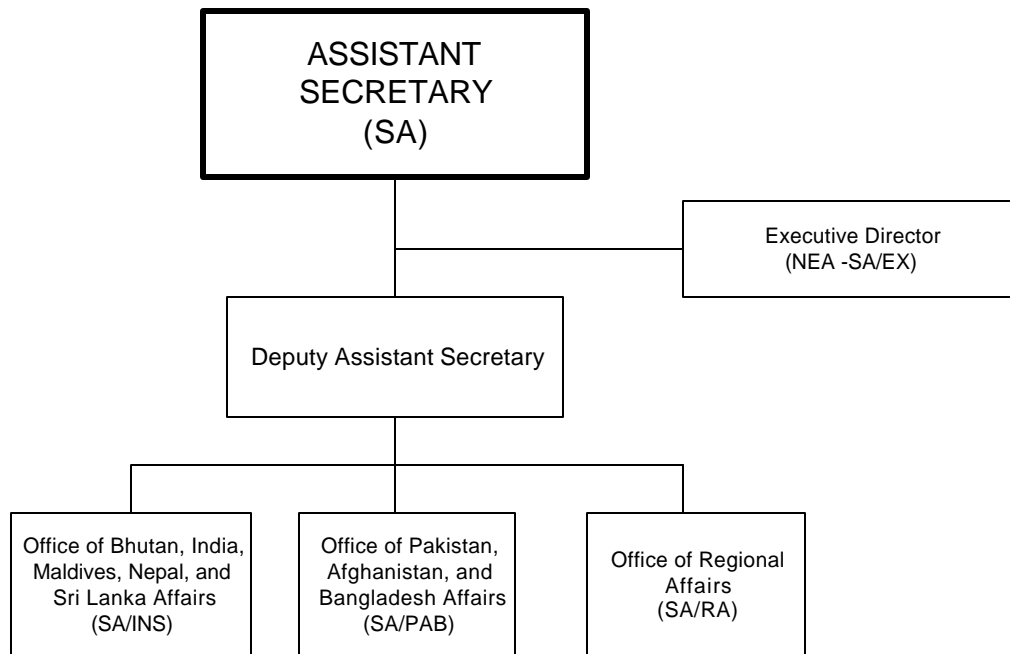 ASSISTANT
SECRETARY
(SA)
Executive Director
(NEA -SA/EX)
Deputy Assistant Secretary
Office of Bhutan, India,
Maldives, Nepal, and
Sri Lanka Affairs
(SA/INS)
Office of Pakistan,
Afghanistan, and
Bangladesh Affairs
(SA/PAB)
Office of Regional
Affairs
(SA/RA)